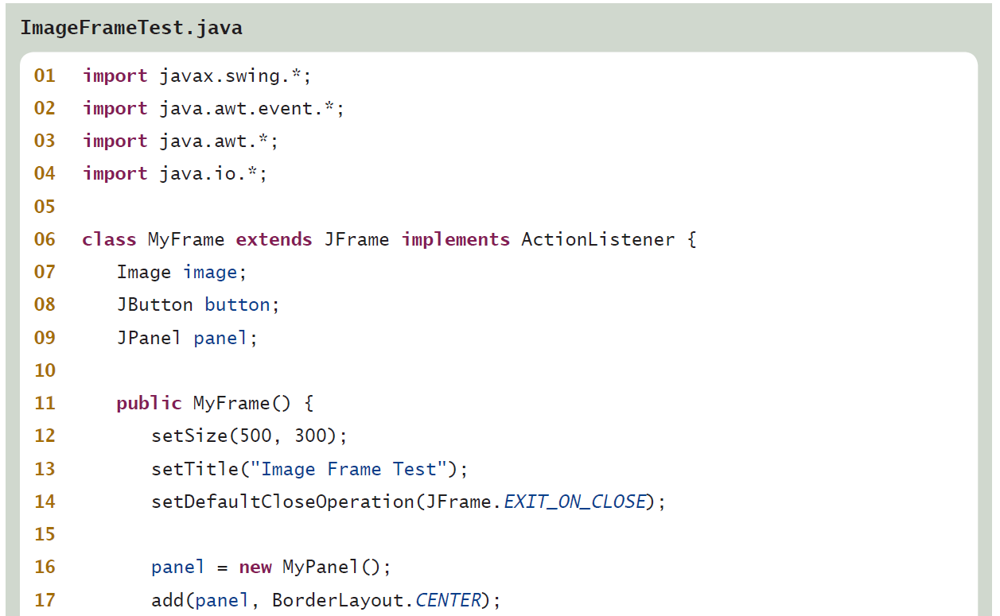 ImageFrameTest.java
01 import javax.swing.*;
02 import java.awt.event.*;
03 import java.awt.*;
04 import java.io.*;
05
06 class MyFrame extends JFrame implements ActionListener {
07 Image image;
08 JButton button;
09 JPanel panel;
10
11 public MyFrame() {
12 setSize(500, 300);
13 setTitle("Image Frame Test");
14 setDefaultCloseOperation(JFrame.EXIT_ON_CLOSE);
15
16 panel = new MyPanel();
17 add(panel, BorderLayout.CENTER);